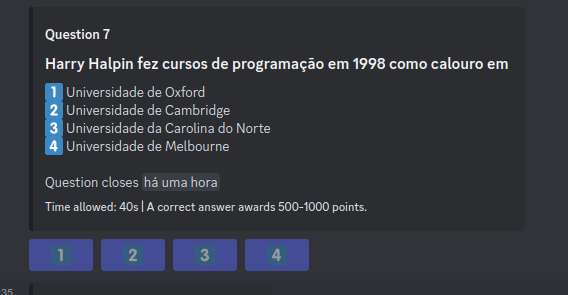 Question 7
Harry Halpin fez cursos de programação em 1998 como calouro em
1 Universidade de Oxford
2 Universidade de Cambridge
3 Universidade da Carolina do Norte
4 Universidade de Melbourne
Question closes há uma hora
Time allowed: 40s | A correct answer awards 500-1000 points.
1 2 3 4
:35